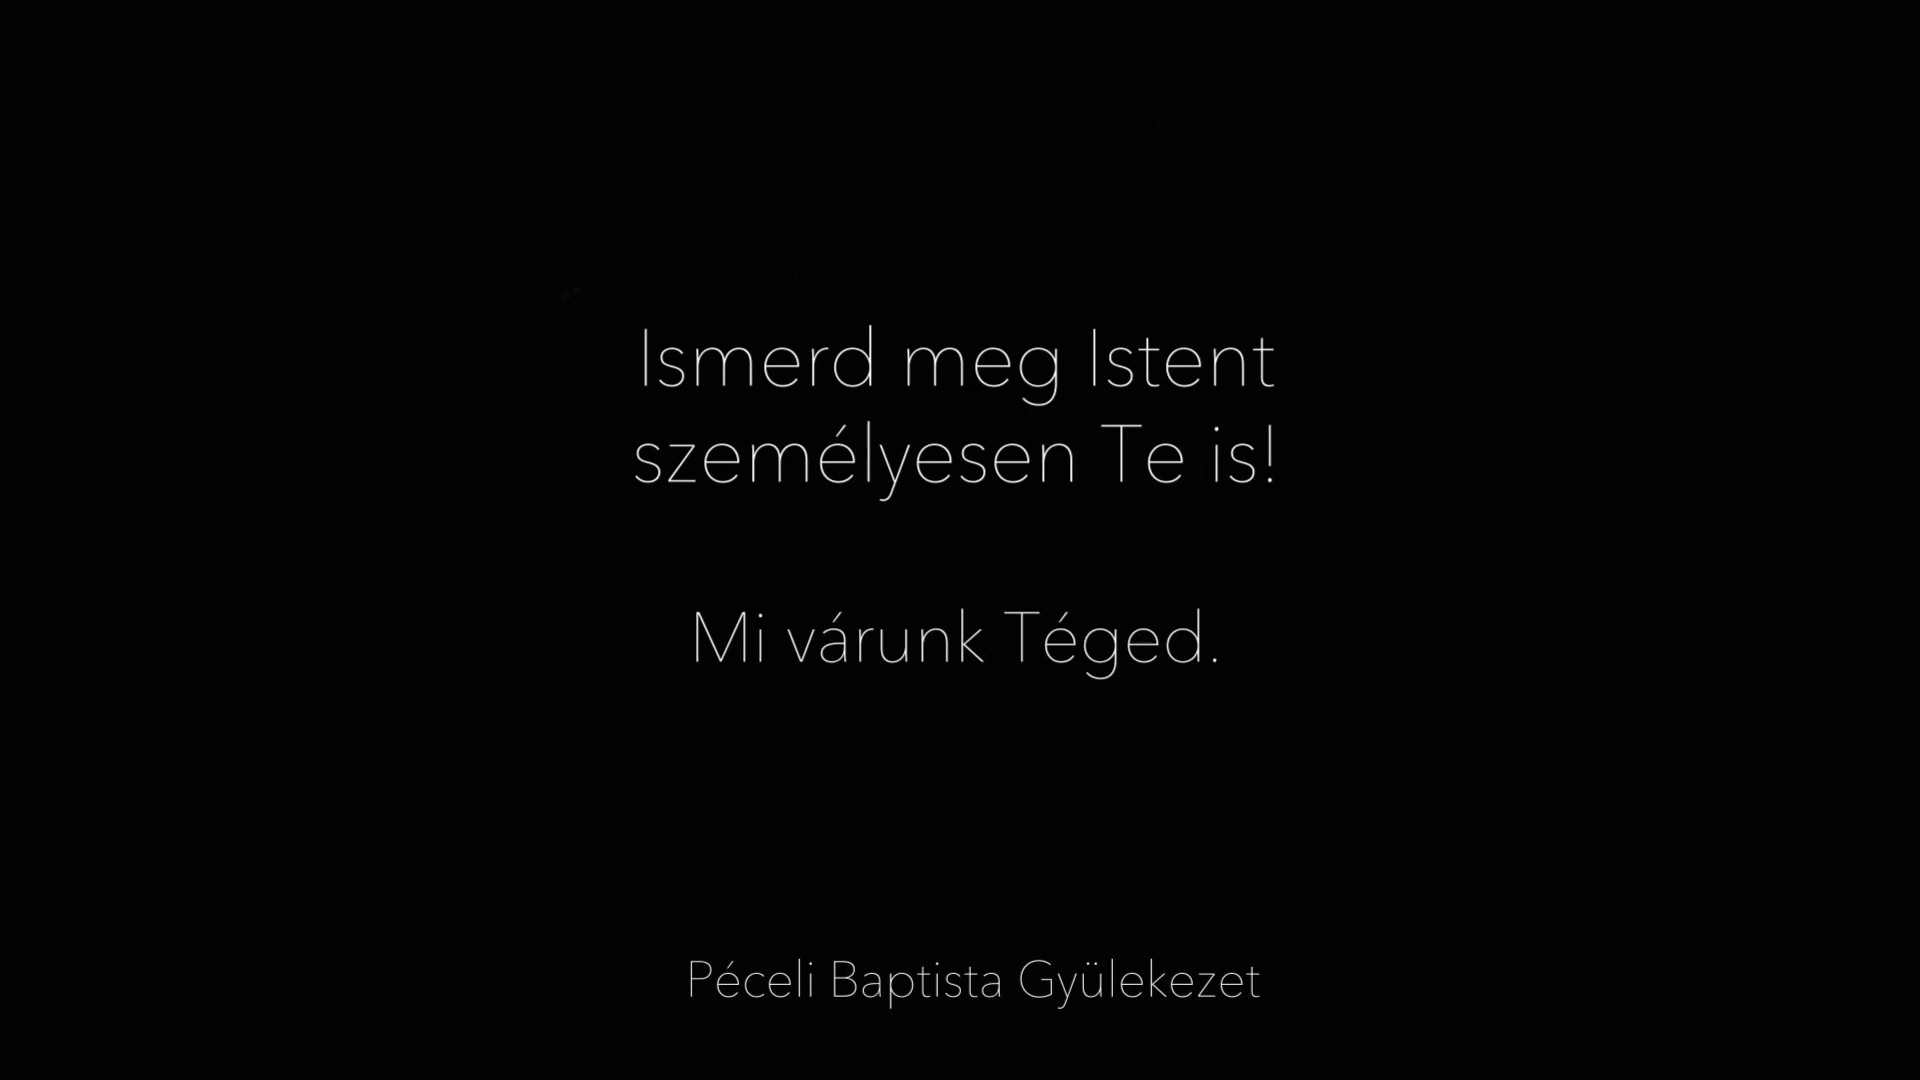 Ismerd meg Istent
személyesen Te is!
Mi várunk Téged.
Péceli Baptista Gyülekezet